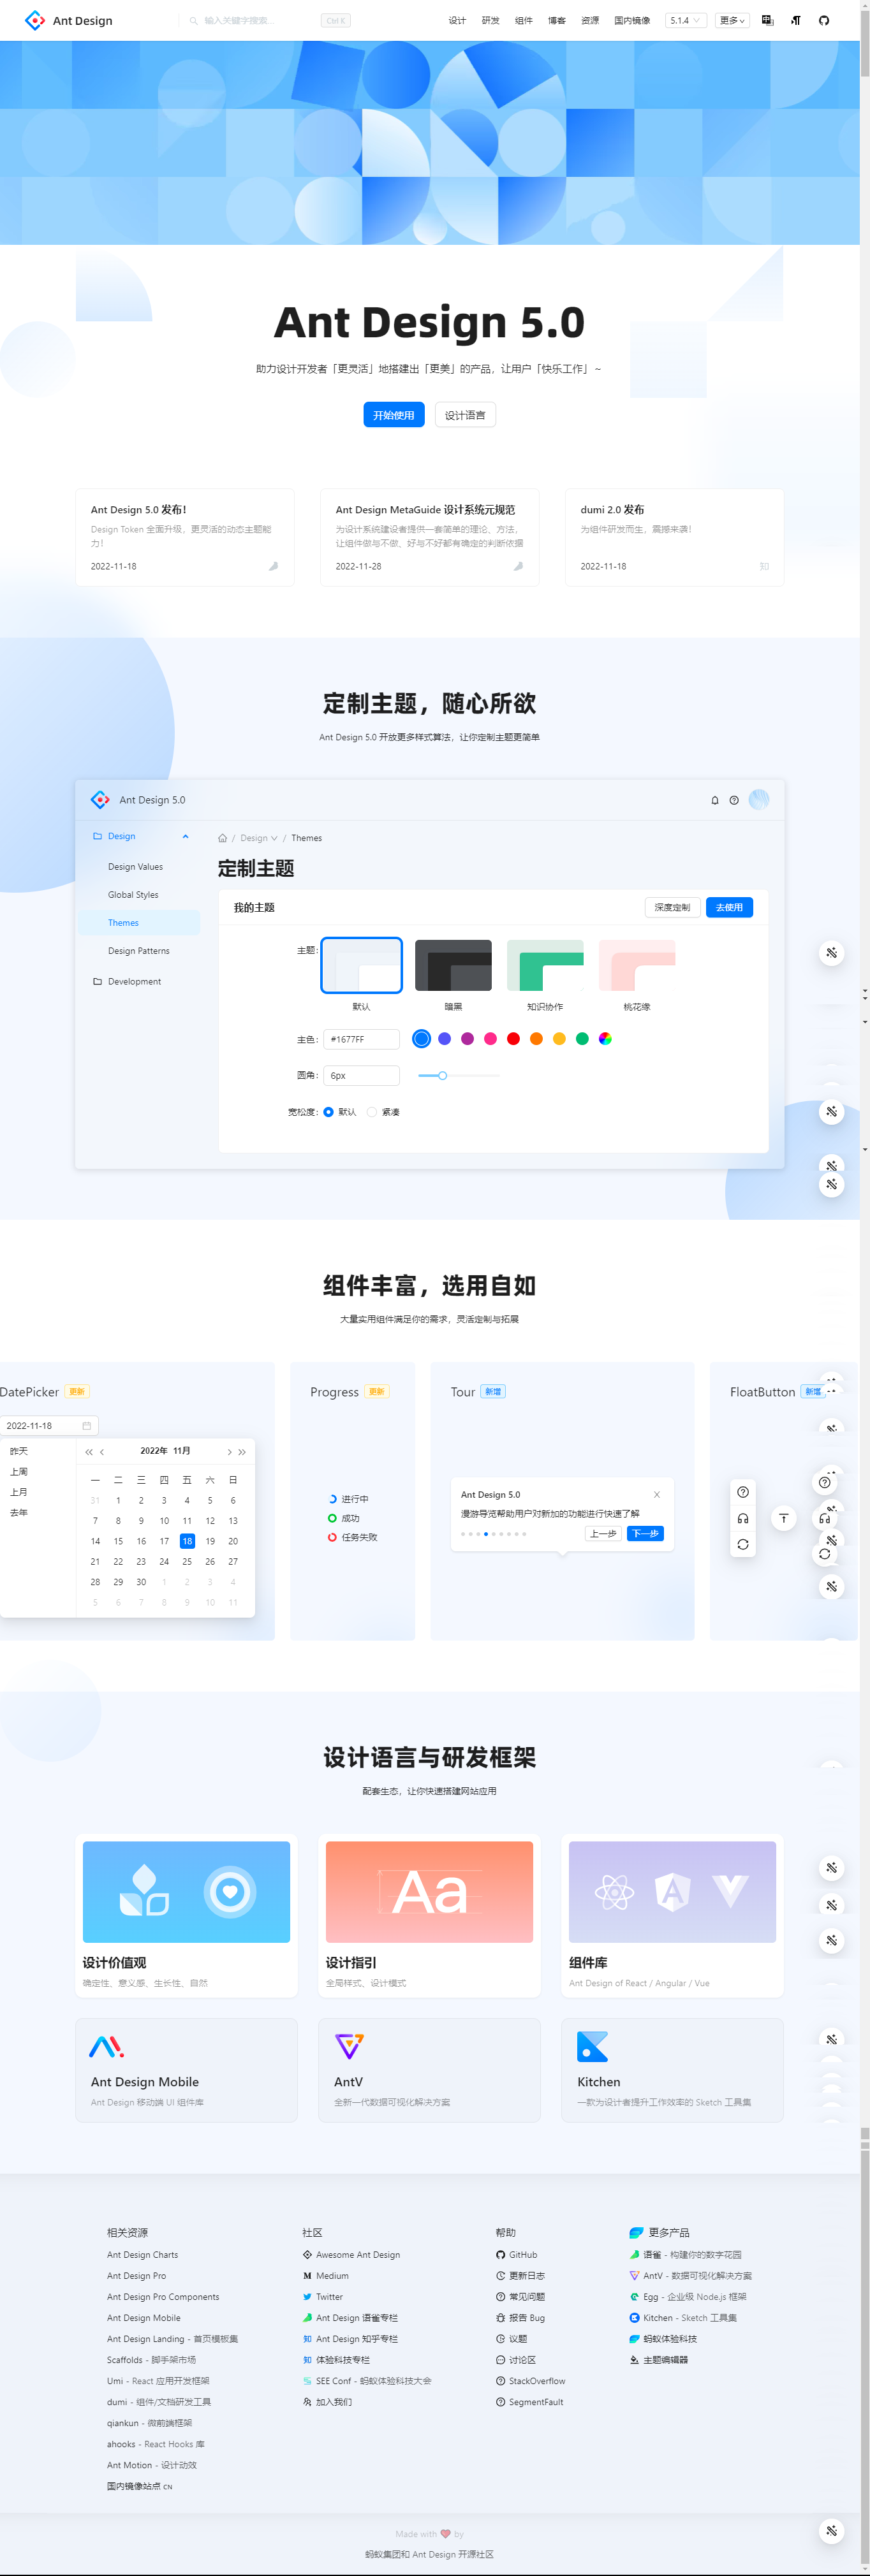 Ant Design
输入关键字搜索...
Ctrl K
设计
研发
组件
博客
资源
国内镜像
5.1.4
更多
Ant Design 5.0
助力设计开发者「更灵活」地搭建出「更美」的产品，让用户「快乐工作」~
开始使用
设计语言
Ant Design 5.0 发布！
Design Token 全面升级，更灵活的动态主题能
力！
2022-11-18
Ant Design MetaGuide 设计系统元规范
为设计系统建设者提供一套简单的理论、方法，
让组件做与不做、好与不好都有确定的判断依据
2022-11-28
dumi 2.0 发布
为组件研发而生，震撼来袭！
2022-11-18
知
定制主题，随心所欲
Ant Design 5.0 开放更多样式算法，让你定制主题更简单
Ant Design 5.0
Design
Design Values
Global Styles
Themes
Design Patterns
Development
/ Design / Themes
定制主题
我的主题
深度定制
去使用
主题：
默认
暗黑
知识协作
桃花缘
主色：
#1677FF
圆角：
6px
宽松度：
默认
紧凑
组件丰富，选用自如
大量实用组件满足你的需求，灵活定制与拓展
DatePicker 更新
2022-11-18
昨天
上周
上月
去年
2022年 11月
一 二 三 四 五 六 日
31 1 2 3 4 5 6
7 8 9 10 11 12 13
14 15 16 17 18 19 20
21 22 23 24 25 26 27
28 29 30 1 2 3 4
5 6 7 8 9 10 11
Progress 更新
进行中
成功
任务失败
Tour 新增
Ant Design 5.0
漫游导览帮助用户对新加的功能进行快速了解
上一步
下一步
FloatButton 新增
设计语言与研发框架
配套生态，让你快速搭建网站应用
Aa
设计价值观
确定性、意义感、生长性、自然
设计指引
全局样式、设计模式
组件库
Ant Design of React / Angular / Vue
Ant Design Mobile
Ant Design 移动端 UI 组件库
AntV
全新一代数据可视化解决方案
Kitchen
一款为设计者提升工作效率的 Sketch 工具集
相关资源
Ant Design Charts
Ant Design Pro
Ant Design Pro Components
Ant Design Mobile
Ant Design Landing - 首页模板集
Scaffolds - 脚手架市场
Umi - React 应用开发框架
dumi - 组件/文档研发工具
qiankun - 微前端框架
ahooks - React Hooks 库
Ant Motion - 设计动效
国内镜像站点 CN
社区
Awesome Ant Design
Medium
Twitter
Ant Design 语雀专栏
知 Ant Design 知乎专栏
知 体验科技专栏
SEE Conf - 蚂蚁体验科技大会
加入我们
帮助
GitHub
更新日志
常见问题
报告 Bug
议题
讨论区
StackOverflow
SegmentFault
更多产品
语雀 - 构建你的数字花园
AntV - 数据可视化解决方案
Egg - 企业级 Node.js 框架
Kitchen - Sketch 工具集
蚂蚁体验科技
主题编辑器
Made with ❤ by
蚂蚁集团和 Ant Design 开源社区